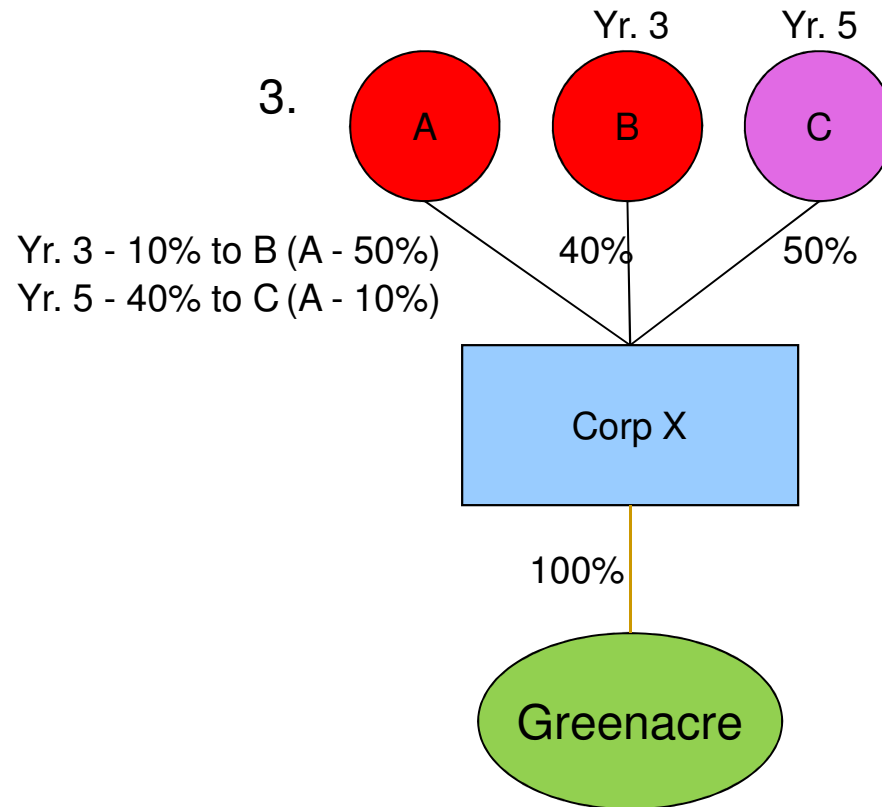 Yr. 3
Yr. 5
3.
A
B
C
Yr. 3 - 10% to B (A - 50%)
40%
50%
Yr. 5 - 40% to C (A - 10%)
Corp X
100%
Greenacre